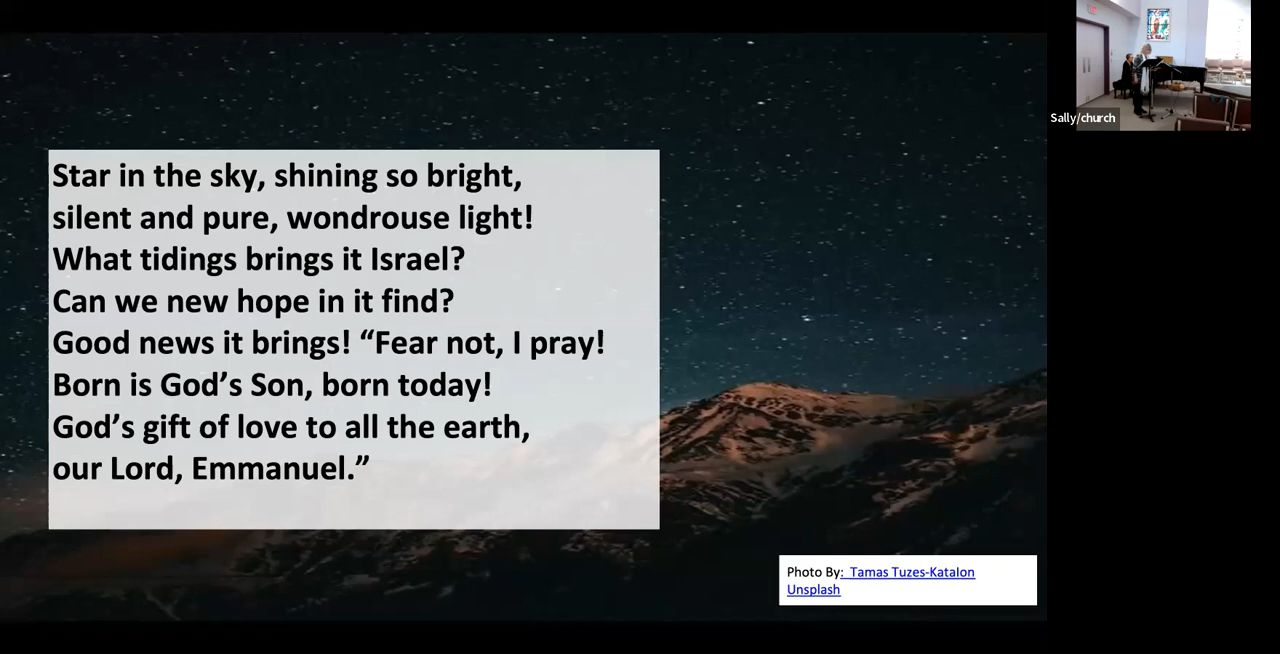 Star in the sky, shining so bright,
silent and pure, wondrouse light!
What tidings brings it Israel?
Can we new hope in it find?
Good news it brings! “Fear not, I pray!
Born is God’s Son, born today!
God’s gift of love to all the earth,
our Lord, Emmanuel.”
Photo By: Tamas Tuzes-Katalon
Unsplash
Sally/church